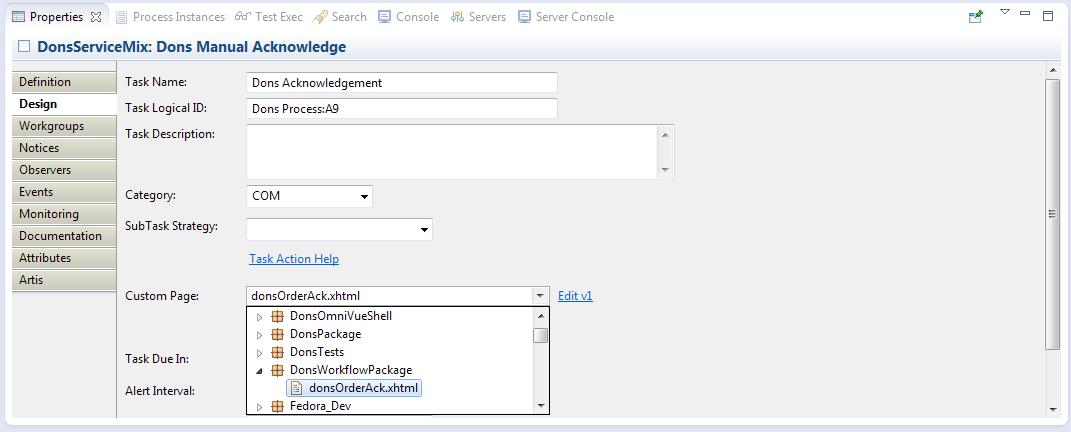 Properties Process Instances Test Exec Search Console Servers Server Console
DonsServiceMix: Dons Manual Acknowledge
Definition
Design
Workgroups
Notices
Observers
Events
Monitoring
Documentation
Attributes
Artis
Task Name: Dons Acknowledgement
Task Logical ID: Dons Process:A9
Task Description:
Category: COM
SubTask Strategy:
Task Action Help
Custom Page: donsOrderAck.xhtml Edit v1
DonsOmniVueShell
DonsPackage
DonsTests
DonsWorkflowPackage
donsOrderAck.xhtml
Fedora_Dev
Task Due In:
Alert Interval: